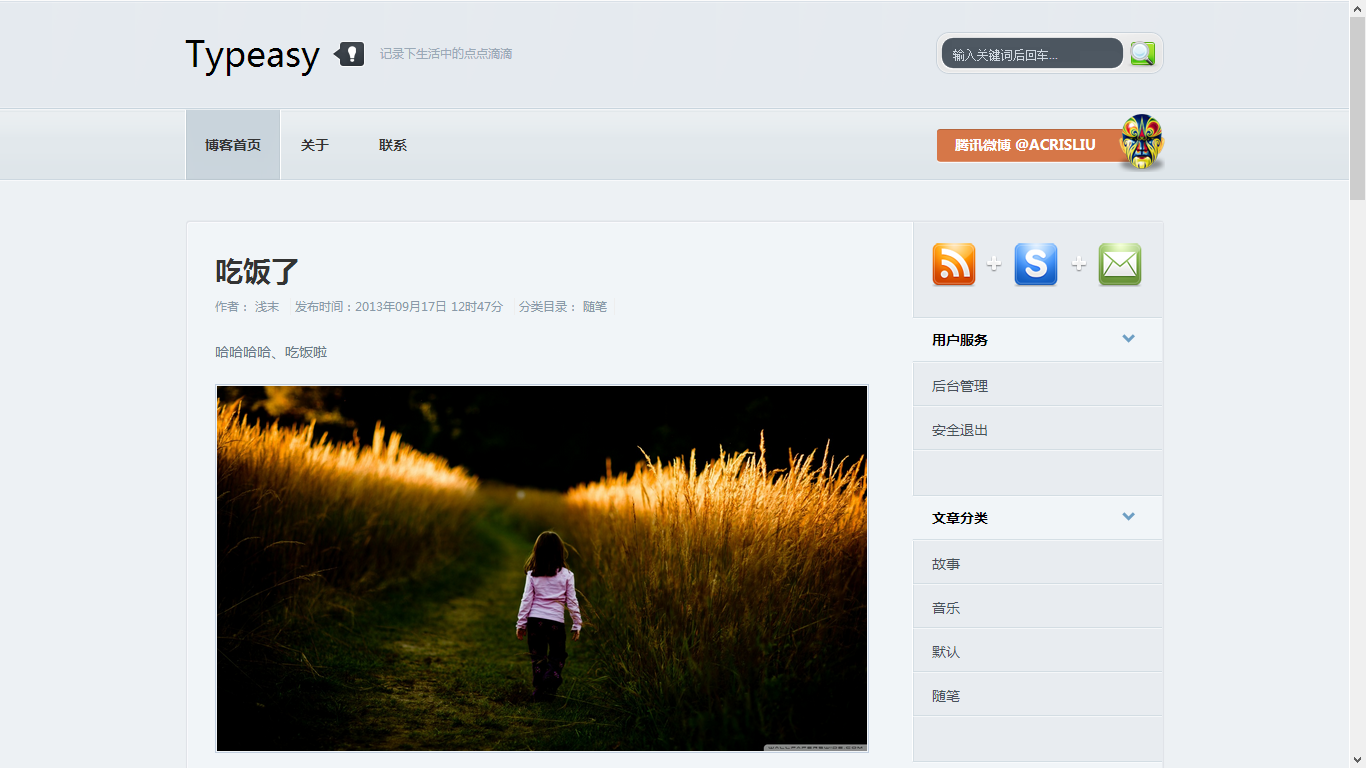 Typeasy
记录下生活中的点点滴滴
输入关键词后回车...
博客首页
关于
联系
腾讯微博 @ACRISLIU
吃饭了
作者： 浅末 发布时间：2013年09月17日 12时47分 分类目录： 随笔
哈哈哈哈、吃饭啦
用户服务
后台管理
安全退出
文章分类
故事
音乐
默认
随笔